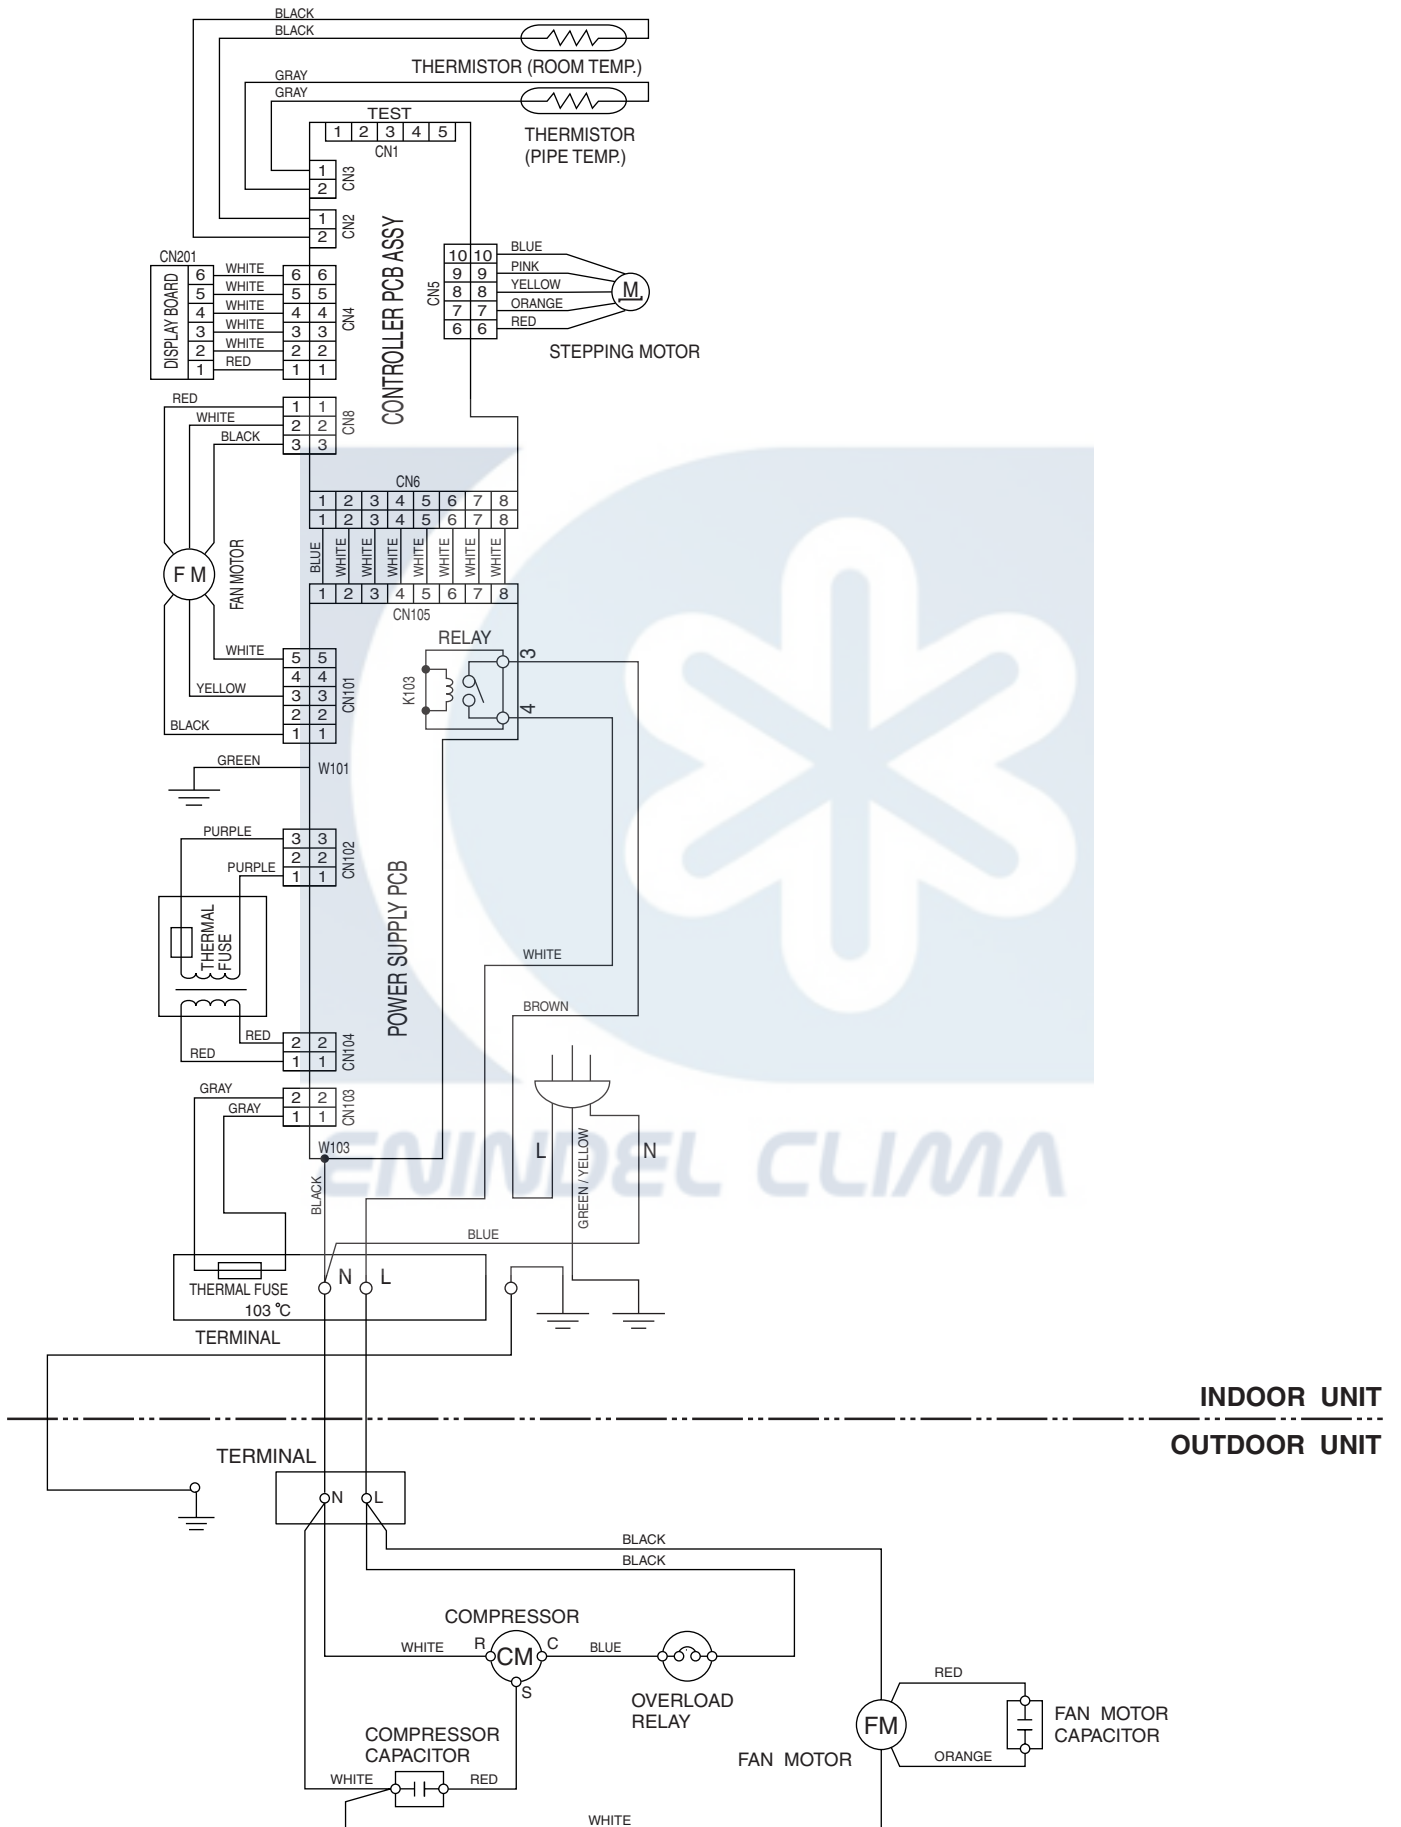 BLACK
BLACK
THERMISTOR (ROOM TEMP.)
GRAY
GRAY
THERMISTOR
(PIPE TEMP.)
TEST
1 2 3 4 5
CN1
1
2
CN3
1
2
CN2
CONTROLLER PCB ASSY
CN201
DISPLAY BOARD
6 WHITE 6 6
5 WHITE 5 5
4 WHITE 4 4
3 WHITE 3 3
2 WHITE 2 2
1 RED 1 1
CN4
CN5
10 10 BLUE
9 9 PINK
8 8 YELLOW
7 7 ORANGE
6 6 RED
M
STEPPING MOTOR
RED 1 1
WHITE 2 2
BLACK 3 3
CN8
CN6
1 2 3 4 5 6 7 8
1 2 3 4 5 6 7 8
BLUE WHITE WHITE WHITE WHITE WHITE WHITE WHITE
1 2 3 4 5 6 7 8
CN105
F M
FAN MOTOR
RELAY
K103
3
4
WHITE 5 5
4 4
YELLOW 3 3
2 2
BLACK 1 1
CN101
GREEN W101
PURPLE 3 3
2 2
PURPLE 1 1
CN102
THERMAL
FUSE
POWER SUPPLY PCB
WHITE
BROWN
RED 2 2
RED 1 1
CN104
GRAY 2 2
GRAY 1 1
CN103
W103
BLACK
L
GREEN / YELLOW
N
ENINDEL CLIMA
BLUE
N L
THERMAL FUSE
103 °C
TERMINAL
INDOOR UNIT
OUTDOOR UNIT
TERMINAL
N L
BLACK
BLACK
COMPRESSOR
WHITE R CM C BLUE
S
OVERLOAD
RELAY
RED
FM
FAN MOTOR
FAN MOTOR
CAPACITOR
ORANGE
COMPRESSOR
CAPACITOR
WHITE RED
WHITE